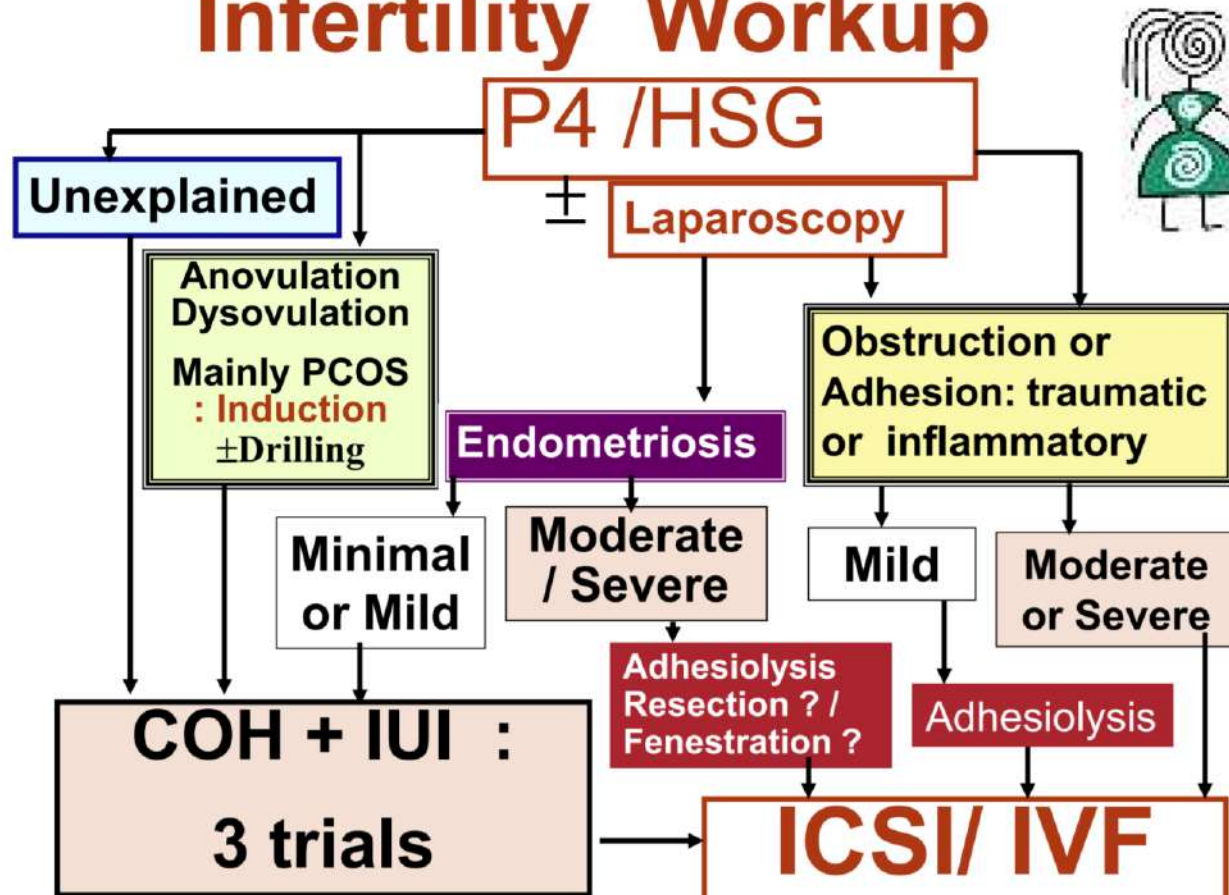 Infertility Workup
P4 /HSG
±
Laparoscopy
Unexplained
Anovulation
Dysovulation
Mainly PCOS
: Induction
±Drilling
Obstruction or
Adhesion: traumatic
or inflammatory
Endometriosis
Minimal
or Mild
Moderate
/ Severe
Mild
Moderate
or Severe
Adhesiolysis
Resection ? /
Fenestration ?
Adhesiolysis
COH + IUI :
3 trials
ICSI/ IVF